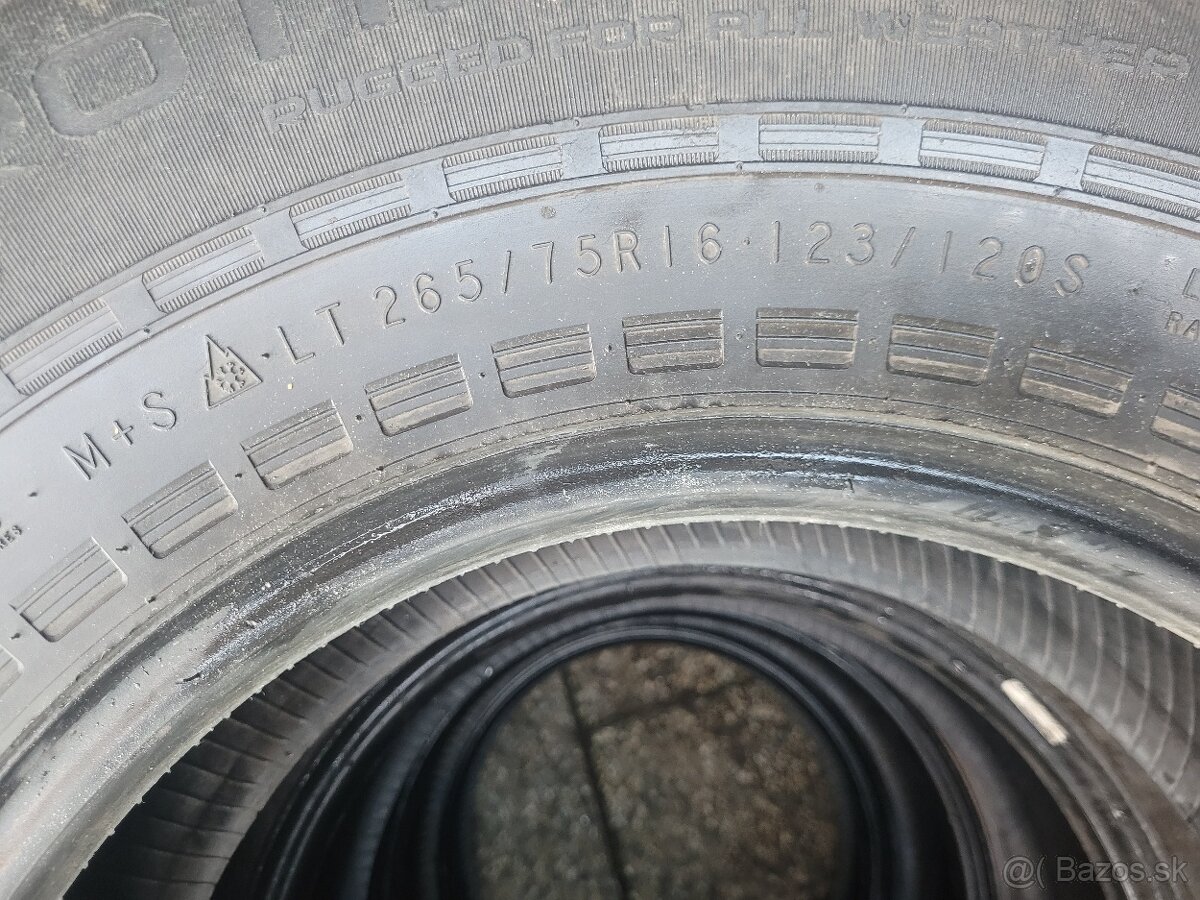 RUGGED FOR ALL WEATHER
M+S LT 265/75R16 123/120S
@( Bazos.sk